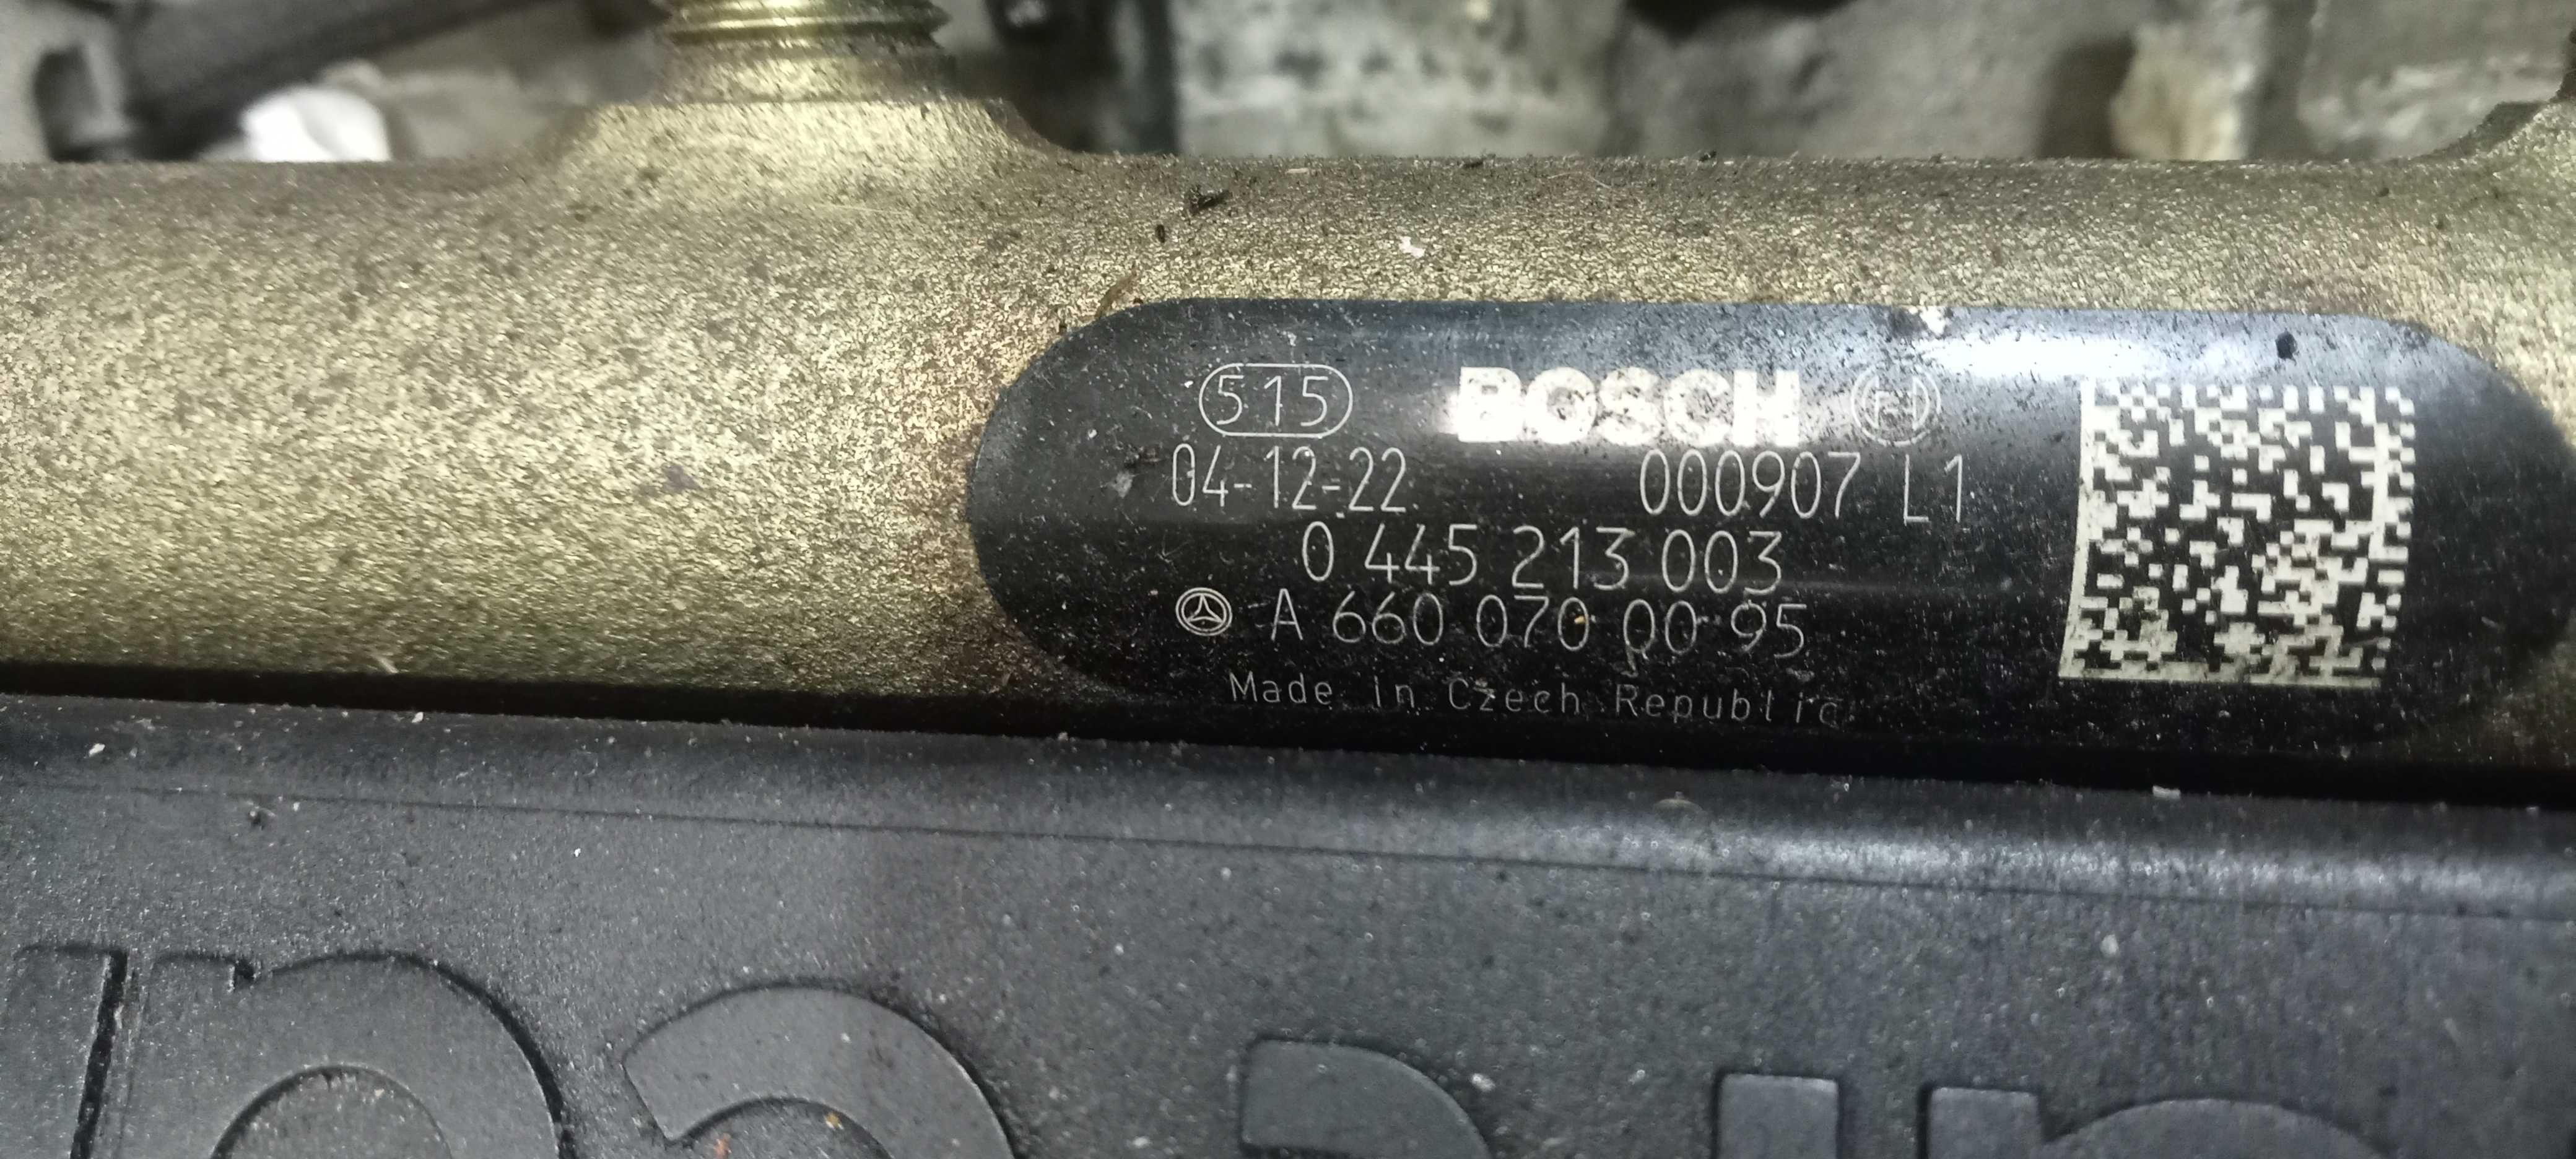 515 BOSCH
04-12-22 000907 L1
0 445 213 003
A 660 070 00 95
Made in Czech Republic